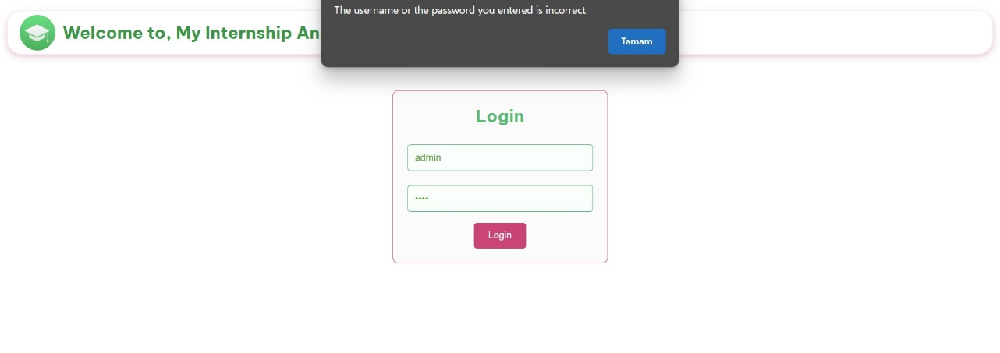 The username or the password you entered is incorrect
Tamam
Welcome to, My Internship An
Login
admin
••••
Login